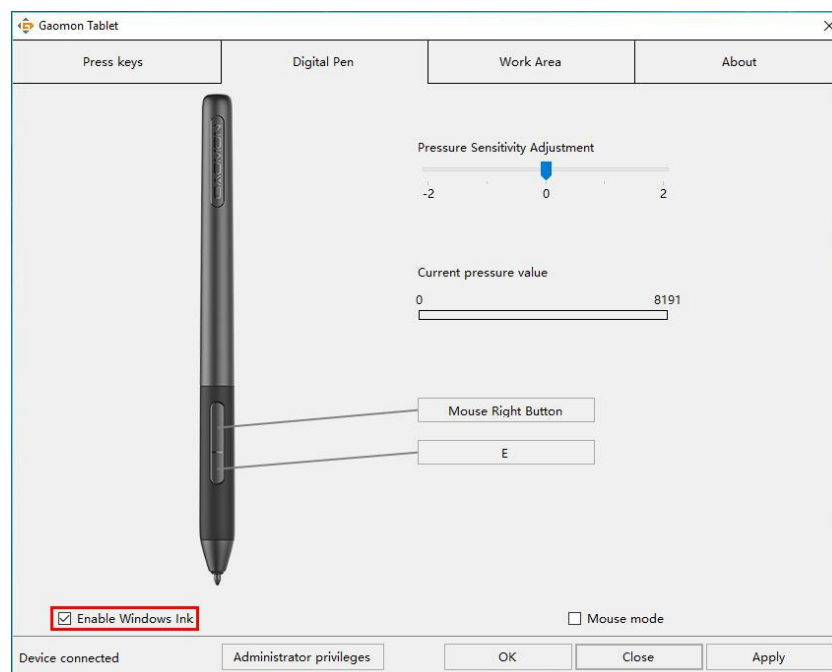 Gaomon Tablet
Press keys Digital Pen Work Area About
GAOMON
Pressure Sensitivity Adjustment
-2 0 2
Current pressure value
0 8191
Mouse Right Button
E
Enable Windows Ink Mouse mode
Device connected Administrator privileges OK Close Apply